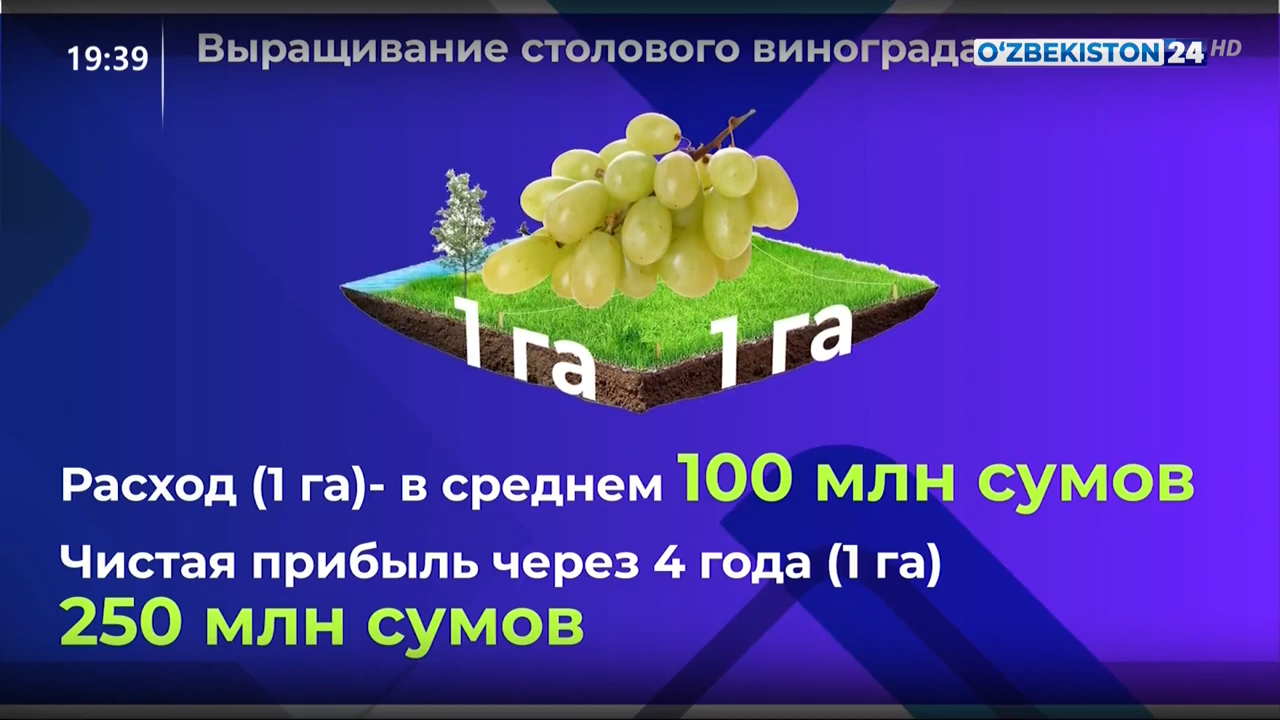 19:39
Выращивание столового винограда
O‘ZBEKISTON 24 HD
1 га
1 га
Расход (1 га)- в среднем 100 млн сумов
Чистая прибыль через 4 года (1 га)
250 млн сумов